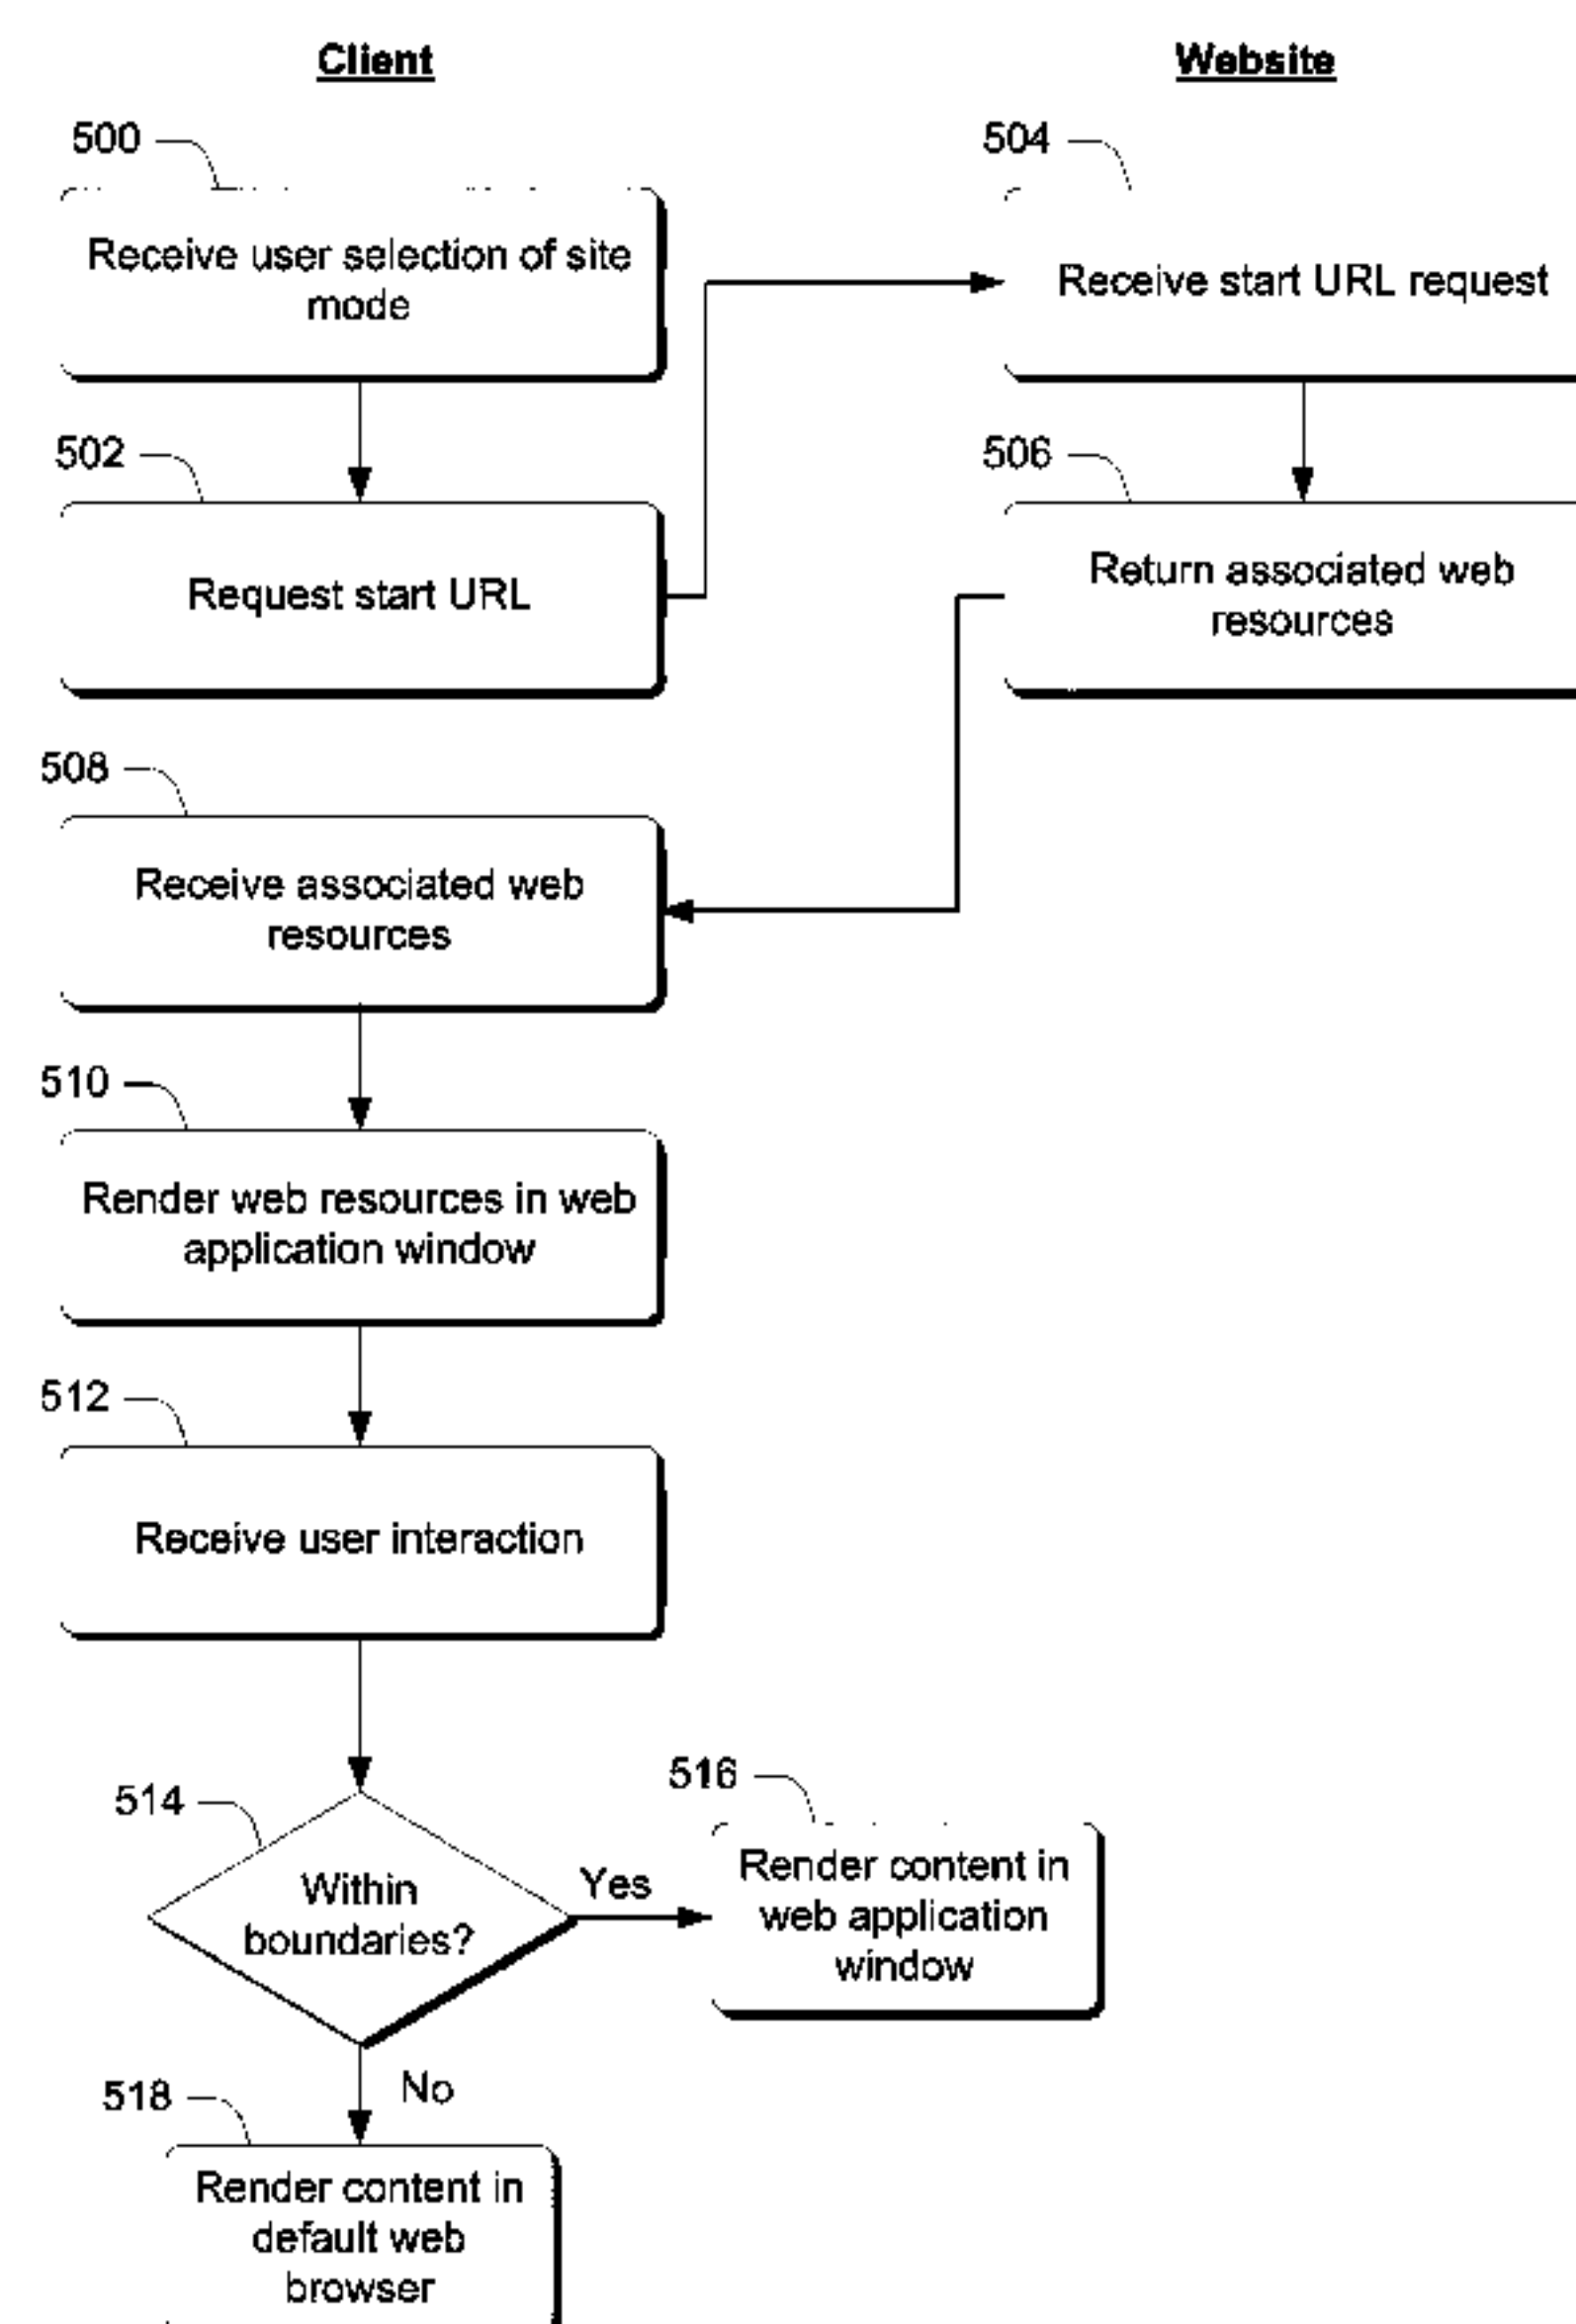 Client
Website
500
504
Receive user selection of site
mode
Receive start URL request
502
506
Request start URL
Return associated web
resources
508
Receive associated web
resources
510
Render web resources in web
application window
512
Receive user interaction
514
516
Within
boundaries?
Yes
Render content in
web application
window
No
518
Render content in
default web
browser